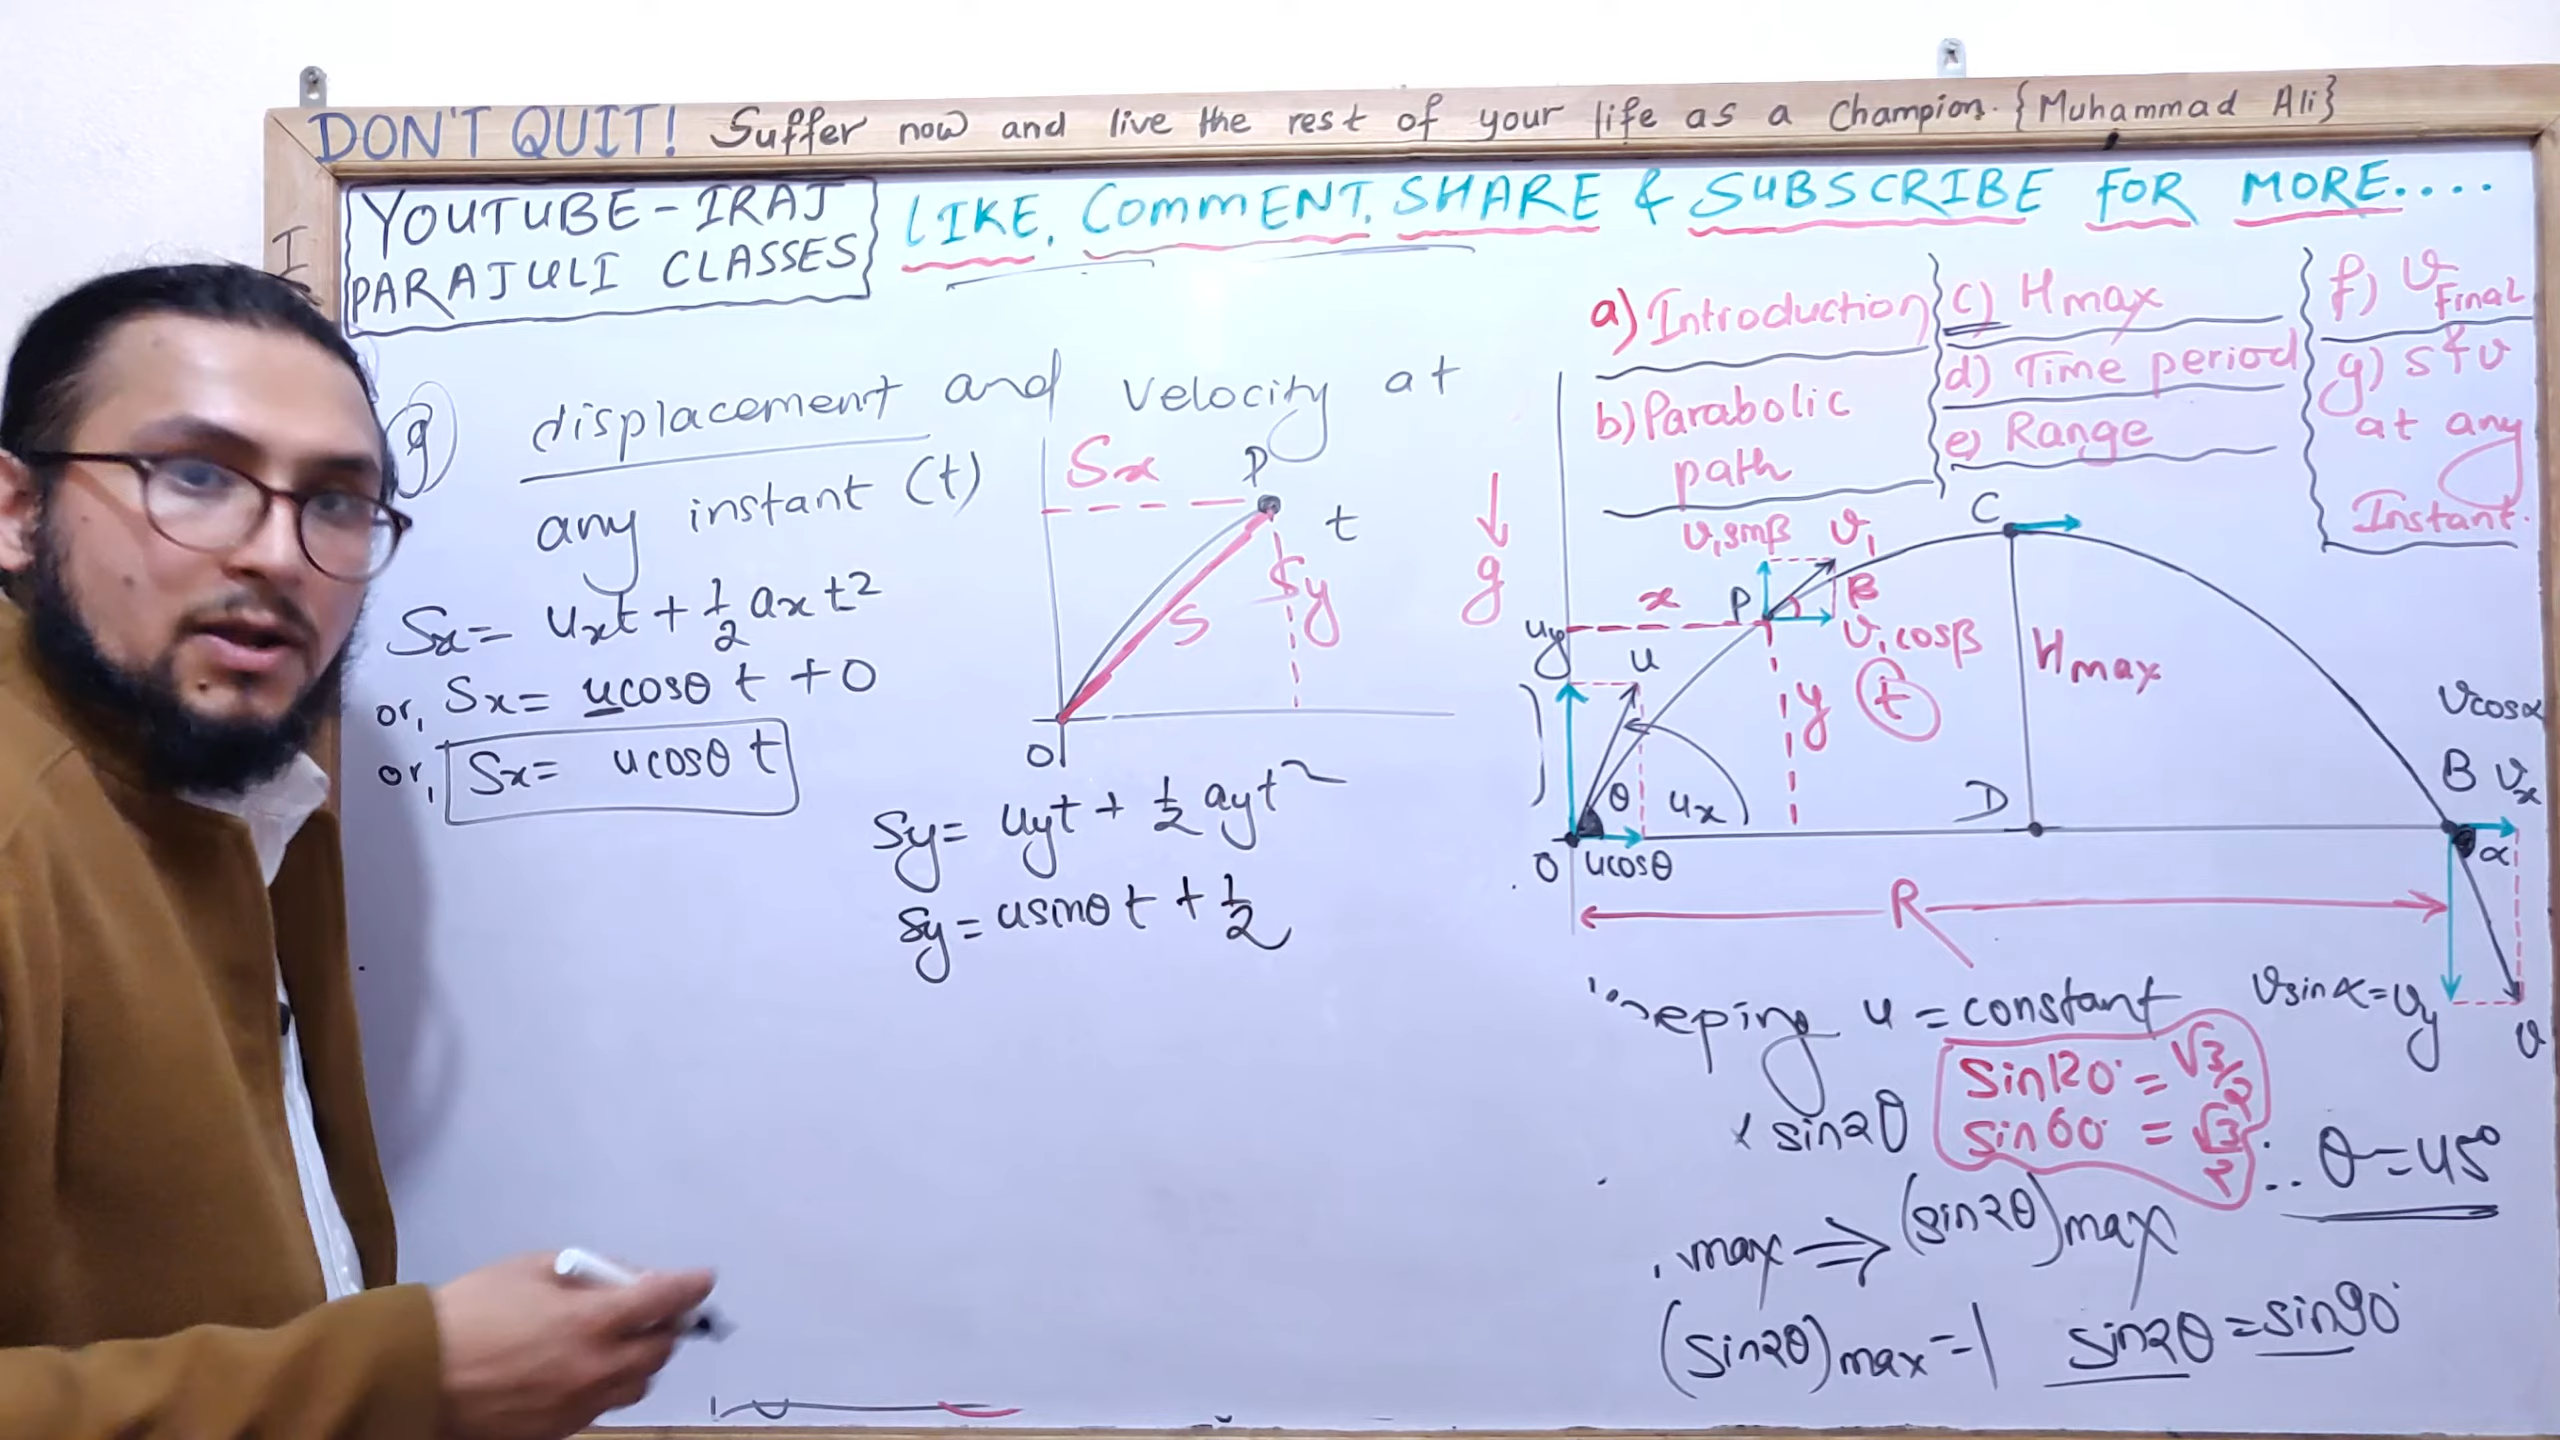 DON'T QUIT! Suffer now and live the rest of your life as a Champion. {Muhammad Ali}
YOUTUBE - IRAJ
PARAJULI CLASSES
LIKE, COMMENT, SHARE & SUBSCRIBE FOR MORE....
a) Introduction
b) Parabolic
path
c) Hmax
d) Time period
e) Range
f) vFinal
g) s & v
at any
Instant.
g) displacement and velocity at
any instant (t)
Sx = uxt + 1/2 axt²
or, Sx = ucosθ t + 0
or, Sx = ucosθ t
Sx
P
t
S
Sy
O
Sy = uyt + 1/2 ayt²
Sy = usinθ t + 1/2
g
v₁sinβ
v₁
β
P
x
v₁cosβ
uy
u
y
t
C
Hmax
θ
ux
D
O
ucosθ
R
vcosα
B vx
α
vsinα = vy
v
eeping u = constant
sin2θ
Sin120° = √3/2
Sin60° = √3/2
∴ θ = 45°
max ⇒ (sin2θ)max
(sin2θ)max = 1
sin2θ = sin90°